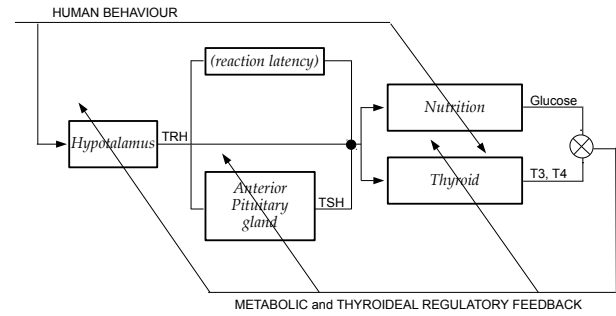 HUMAN BEHAVIOUR
(reaction latency)
Nutrition
Glucose
Hypotalamus
TRH
Anterior
Pituitary
gland
TSH
Thyroid
T3, T4
METABOLIC and THYROIDEAL REGULATORY FEEDBACK